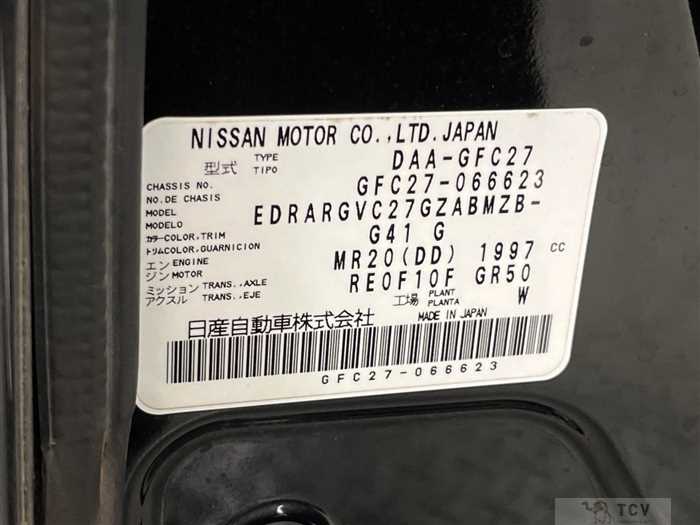 NISSAN MOTOR CO.,LTD.JAPAN
型式 TYPE TIPO DAA-GFC27
CHASSIS NO. NO.DE CHASIS GFC27-066623
MODEL MODELO EDRARGVC27GZABMZB-
カラー COLOR,TRIM トリム COLOR,GUARNICION G41 G
エンジン ENGINE MOTOR MR20(DD) 1997 CC
ミッション TRANS.,AXLE アクスル TRANS.,EJE RE0F10F GR50
工場 PLANT PLANTA W
日産自動車株式会社 MADE IN JAPAN
GFC27-066623
TCV